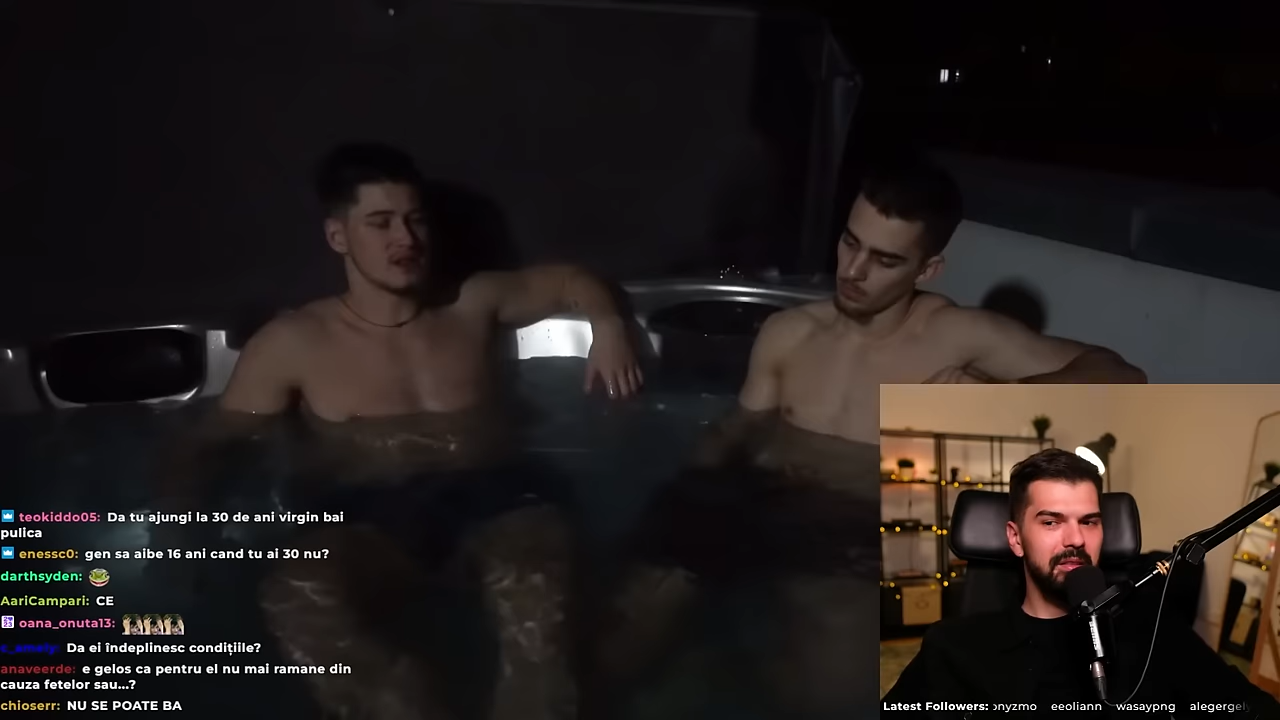 teokiddo05: Da tu ajungi la 30 de ani virgin bai
pulica
enessc0: gen sa aibe 16 ani cand tu ai 30 nu?
darthsyden:
AariCampari: CE
oana_onuta13:
Da ei îndeplinesc condițiile?
anaveerde: e gelos ca pentru el nu mai ramane din
cauza fetelor sau...?
chioserr: NU SE POATE BA
Latest Followers: onyzmo eeoliann wasaypng alegergel